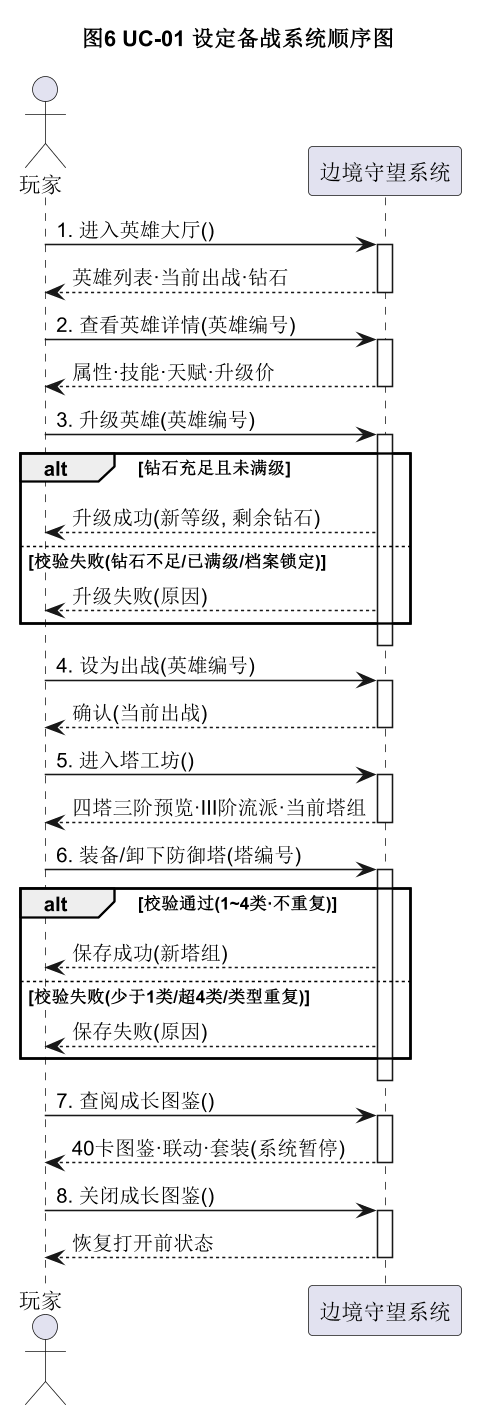 图6 UC-01 设定备战系统顺序图
玩家
边境守望系统
1. 进入英雄大厅()
英雄列表·当前出战·钻石
2. 查看英雄详情(英雄编号)
属性·技能·天赋·升级价
3. 升级英雄(英雄编号)
alt [钻石充足且未满级]
升级成功(新等级, 剩余钻石)
[校验失败(钻石不足/已满级/档案锁定)]
升级失败(原因)
4. 设为出战(英雄编号)
确认(当前出战)
5. 进入塔工坊()
四塔三阶预览·III阶流派·当前塔组
6. 装备/卸下防御塔(塔编号)
alt [校验通过(1~4类·不重复)]
保存成功(新塔组)
[校验失败(少于1类/超4类/类型重复)]
保存失败(原因)
7. 查阅成长图鉴()
40卡图鉴·联动·套装(系统暂停)
8. 关闭成长图鉴()
恢复打开前状态
玩家
边境守望系统